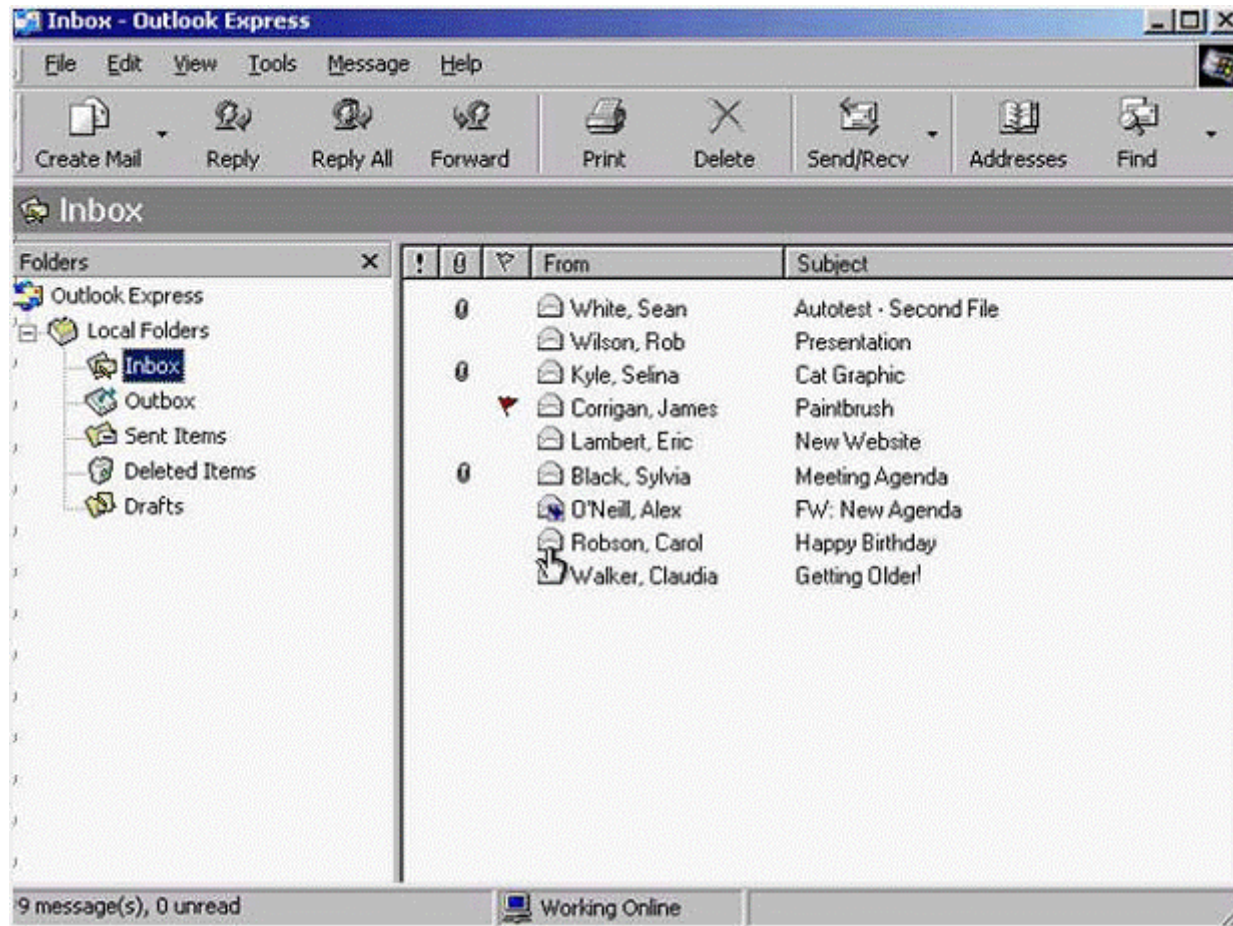 Inbox - Outlook Express
File Edit View Tools Message Help
Create Mail Reply Reply All Forward Print Delete Send/Recv Addresses Find
Inbox
Folders
! From Subject
Outlook Express
Local Folders
Inbox
Outbox
Sent Items
Deleted Items
Drafts
White, Sean Autotest - Second File
Wilson, Rob Presentation
Kyle, Selina Cat Graphic
Corrigan, James Paintbrush
Lambert, Eric New Website
Black, Sylvia Meeting Agenda
O'Neill, Alex FW: New Agenda
Robson, Carol Happy Birthday
Walker, Claudia Getting Older!
9 message(s), 0 unread Working Online